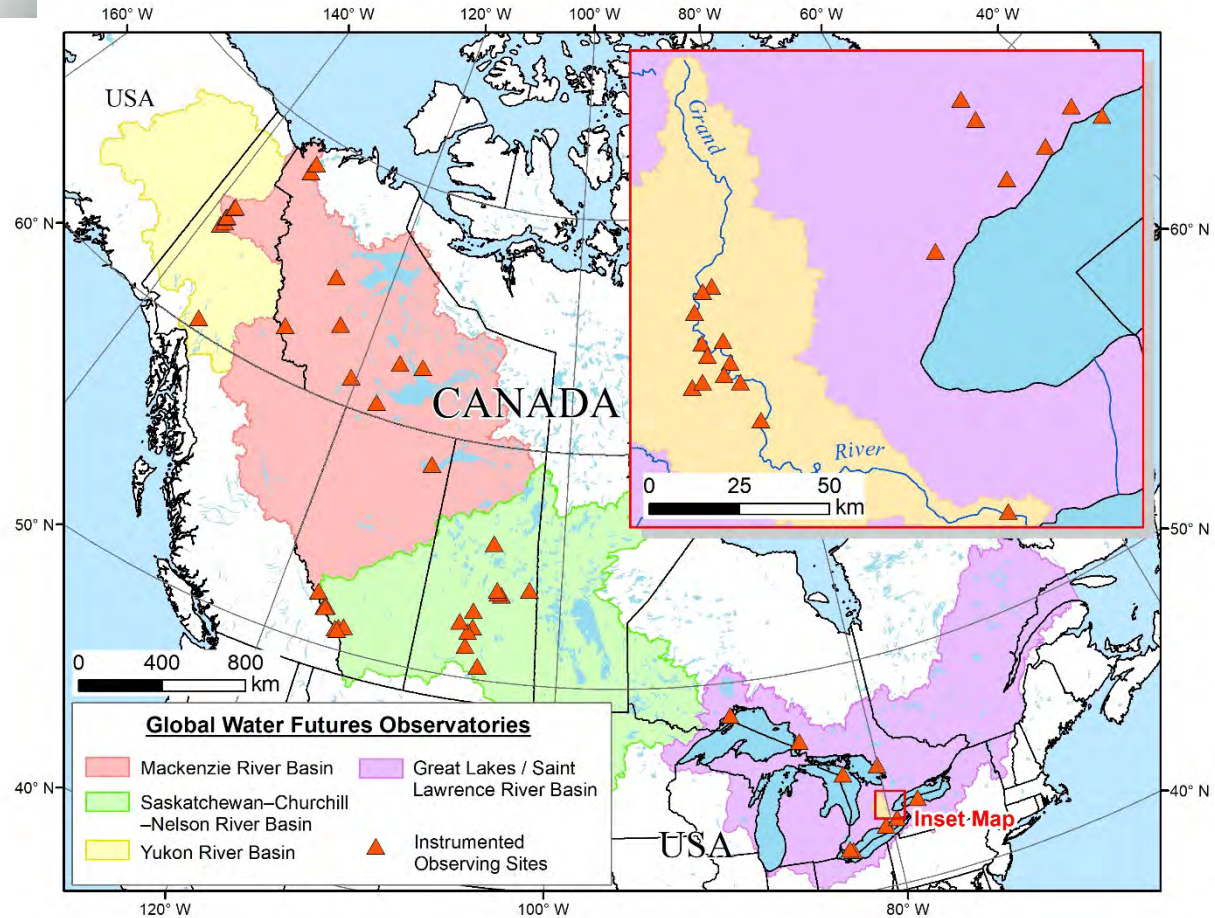 160° W
140° W
120° W
100° W
80° W
60° W
40° W
USA
Grand
60° N
60° N
CANADA
River
0 25 50
km
50° N
50° N
0 400 800
km
Global Water Futures Observatories
Mackenzie River Basin
Saskatchewan–Churchill
–Nelson River Basin
Yukon River Basin
Great Lakes / Saint
Lawrence River Basin
Instrumented
Observing Sites
40° N
40° N
Inset Map
USA
120° W
100° W
80° W